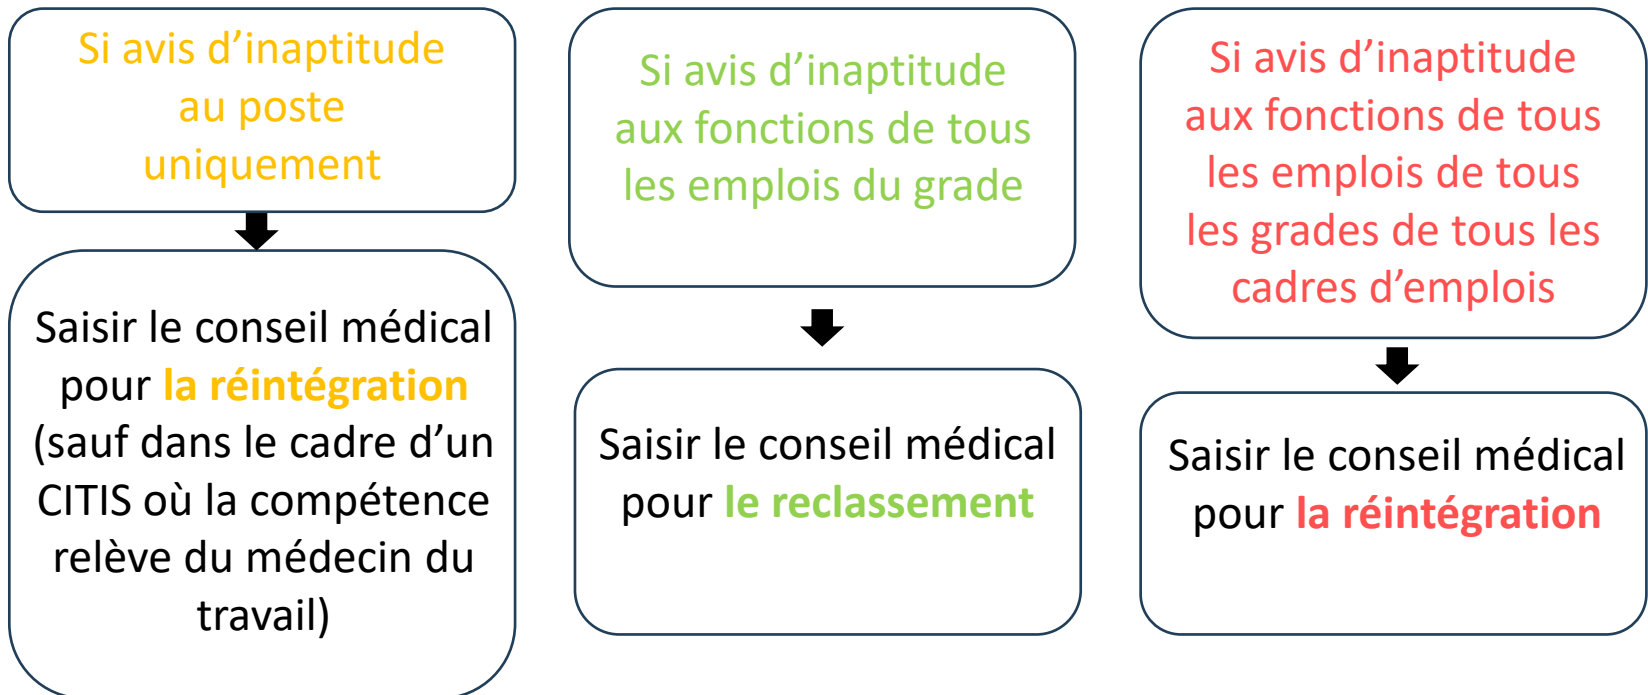 Si avis d’inaptitude
au poste
uniquement
Saisir le conseil médical
pour la réintégration
(sauf dans le cadre d’un
CITIS où la compétence
relève du médecin du
travail)
Si avis d’inaptitude
aux fonctions de tous
les emplois du grade
Saisir le conseil médical
pour le reclassement
Si avis d’inaptitude
aux fonctions de tous
les emplois de tous
les grades de tous les
cadres d’emplois
Saisir le conseil médical
pour la réintégration